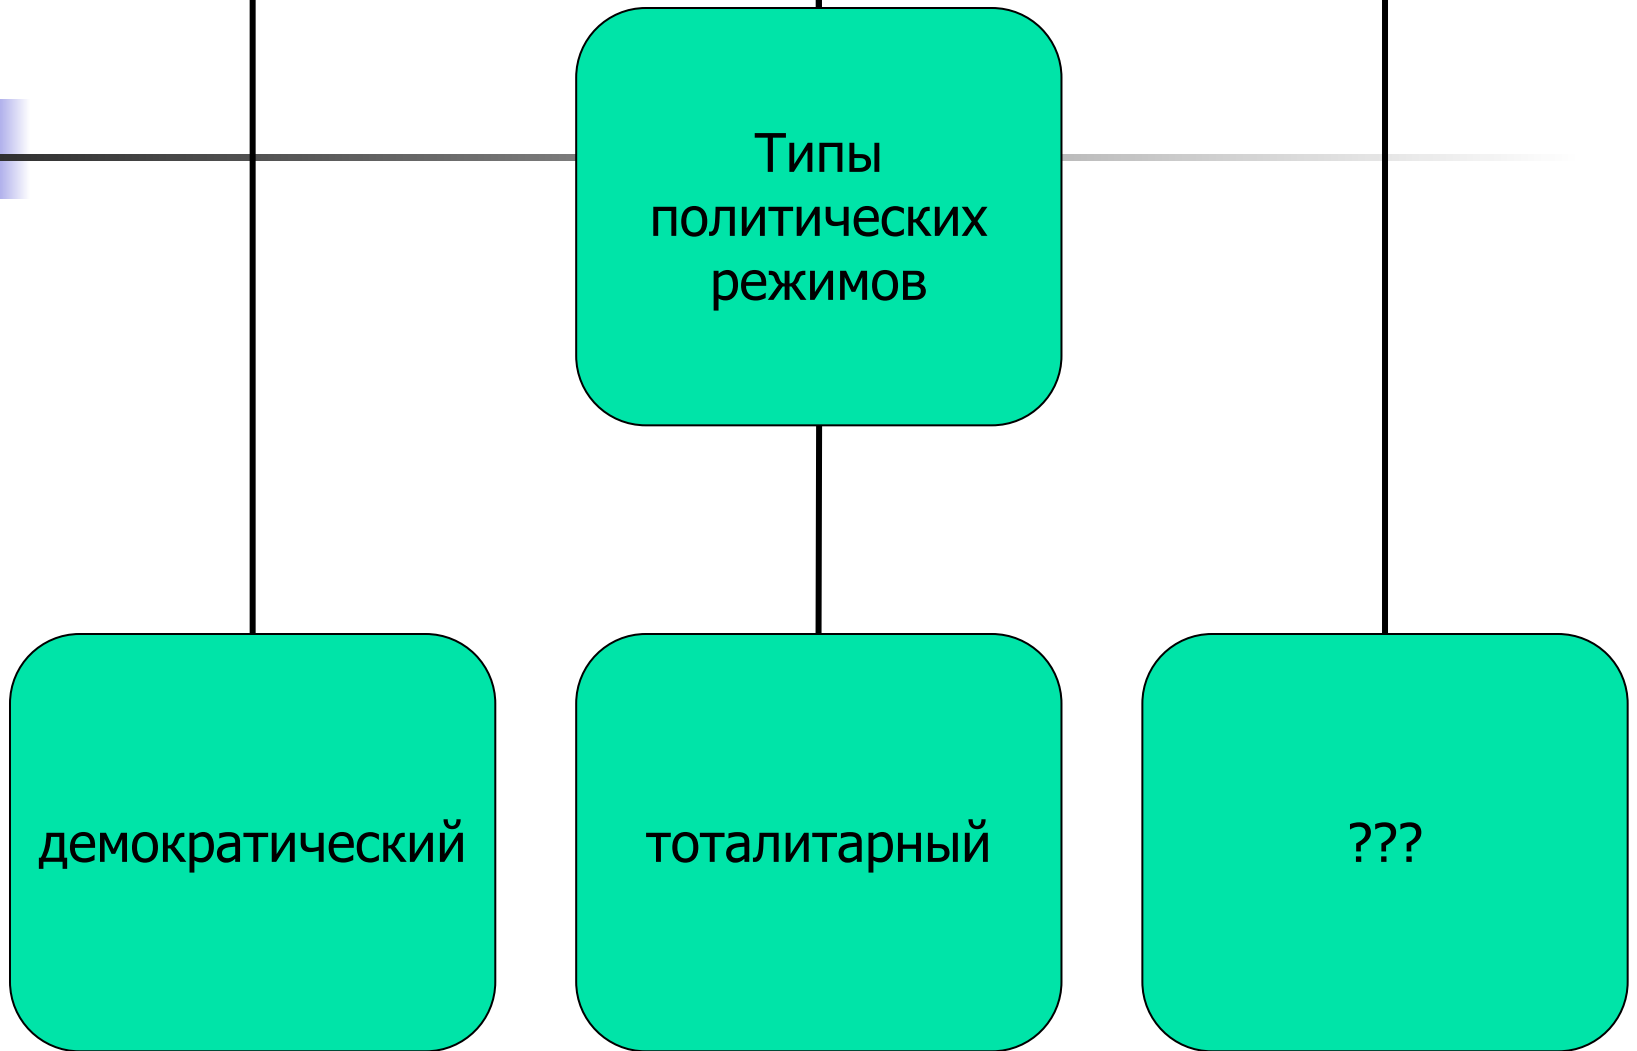 Типы
политических
режимов
демократический
тоталитарный
???